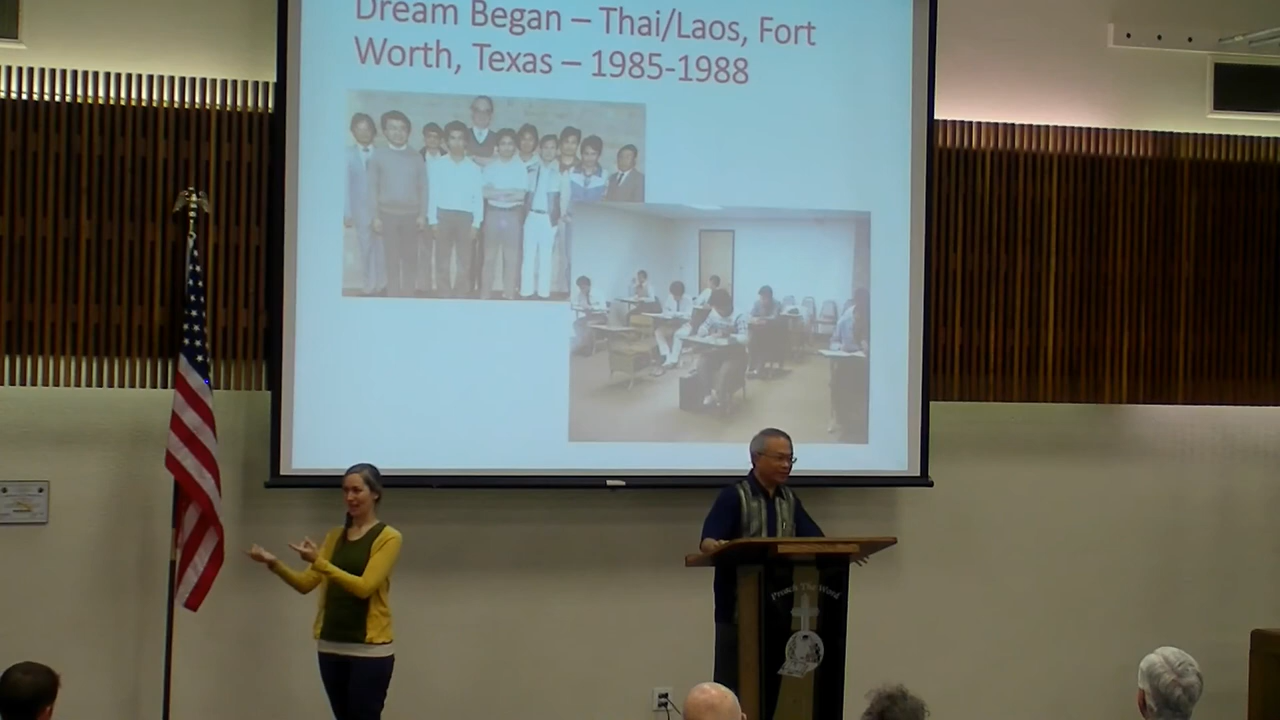 Dream Began – Thai/Laos, Fort
Worth, Texas – 1985-1988
Preach The Word